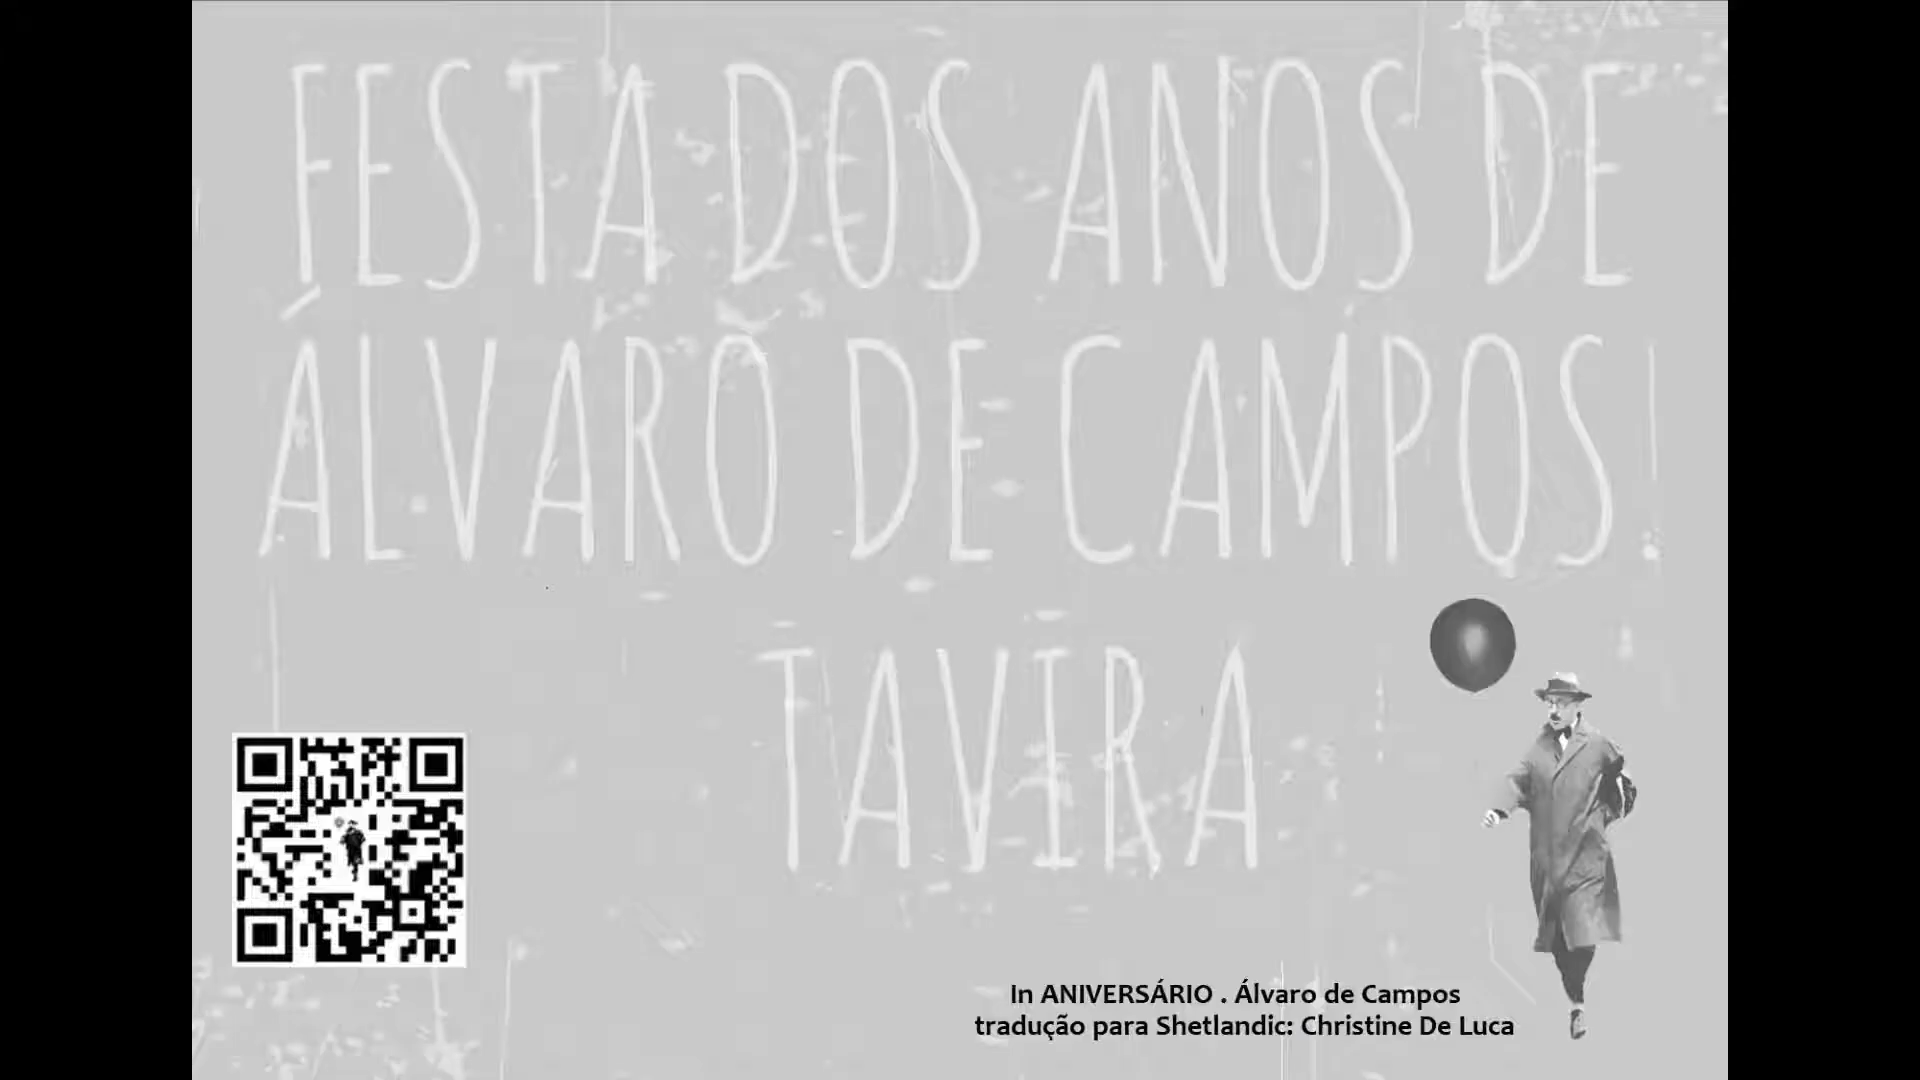 FESTA DOS ANOS DE
ÁLVARO DE CAMPOS
TAVIRA
In ANIVERSÁRIO . Álvaro de Campos
tradução para Shetlandic: Christine De Luca